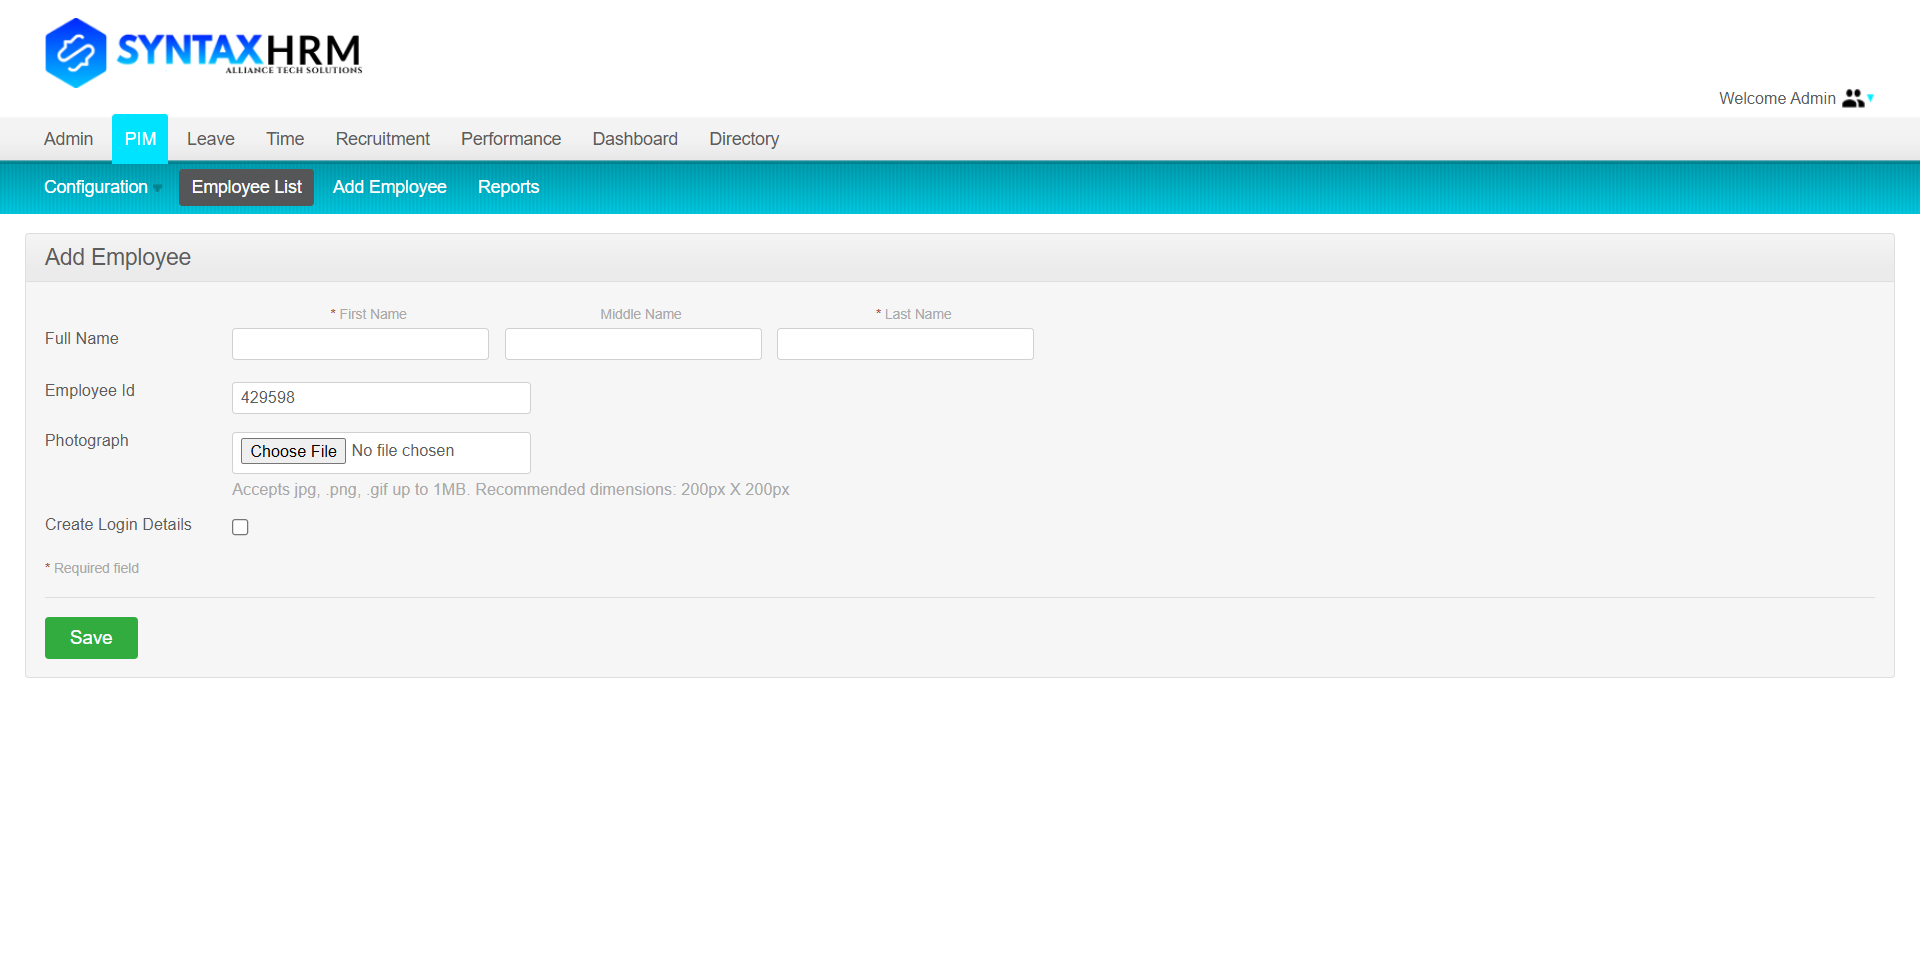 SYNTAXHRM
ALLIANCE TECH SOLUTIONS
Welcome Admin
Admin PIM Leave Time Recruitment Performance Dashboard Directory
Configuration Employee List Add Employee Reports
Add Employee
* First Name Middle Name * Last Name
Full Name
Employee Id 429598
Photograph Choose File No file chosen
Accepts jpg, .png, .gif up to 1MB. Recommended dimensions: 200px X 200px
Create Login Details
* Required field
Save